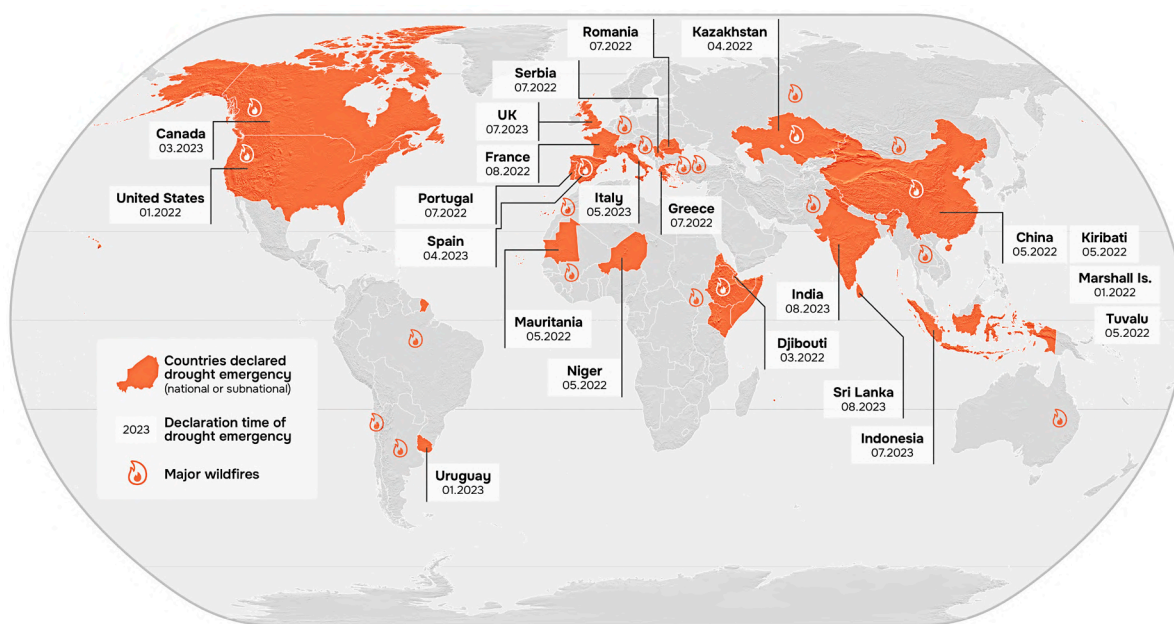 Romania
07.2022
Kazakhstan
04.2022
Serbia
07.2022
UK
07.2023
Canada
03.2023
France
08.2022
United States
01.2022
Portugal
07.2022
Italy
05.2023
Greece
07.2022
Spain
04.2023
China
05.2022
Kiribati
05.2022
Marshall Is.
01.2022
Tuvalu
05.2022
India
08.2023
Mauritania
05.2022
Djibouti
03.2022
Niger
05.2022
Sri Lanka
08.2023
Indonesia
07.2023
Uruguay
01.2023
Countries declared
drought emergency
(national or subnational)
2023
Declaration time of
drought emergency
Major wildfires